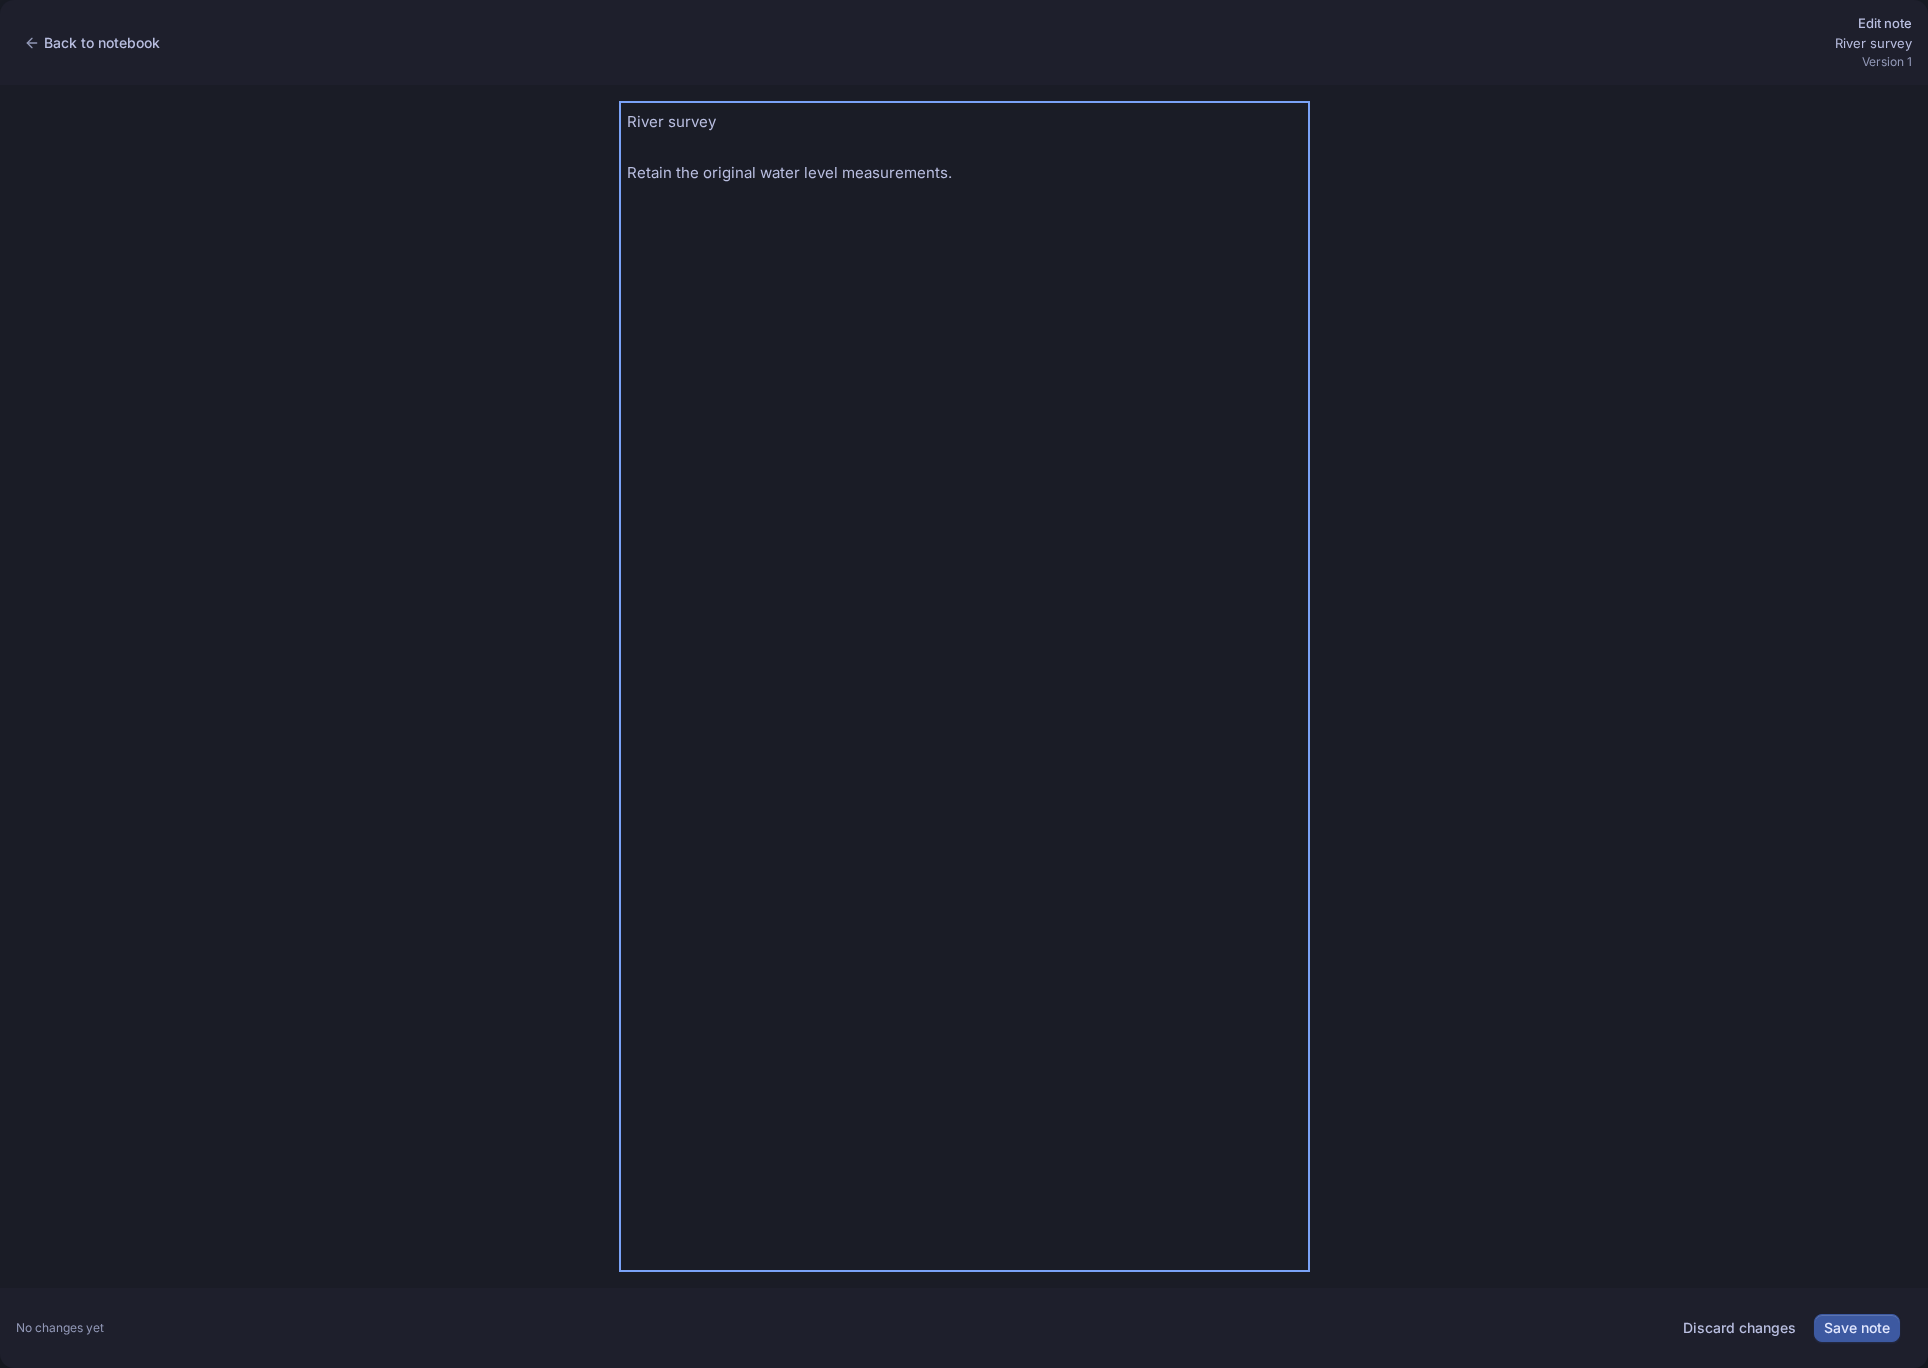 Back to notebook
Edit note
River survey
Version 1
River survey
Retain the original water level measurements.
No changes yet
Discard changes
Save note